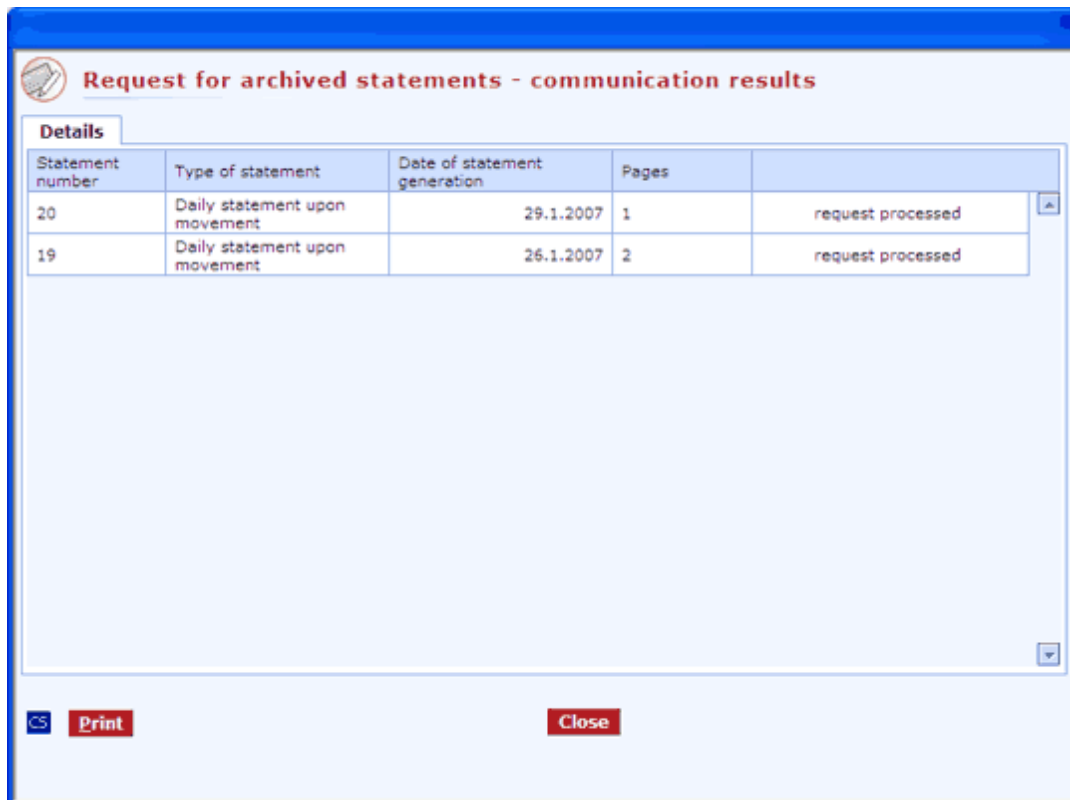 Request for archived statements - communication results
Details
Statement number Type of statement Date of statement generation Pages
20 Daily statement upon movement 29.1.2007 1 request processed
19 Daily statement upon movement 26.1.2007 2 request processed
CS Print Close